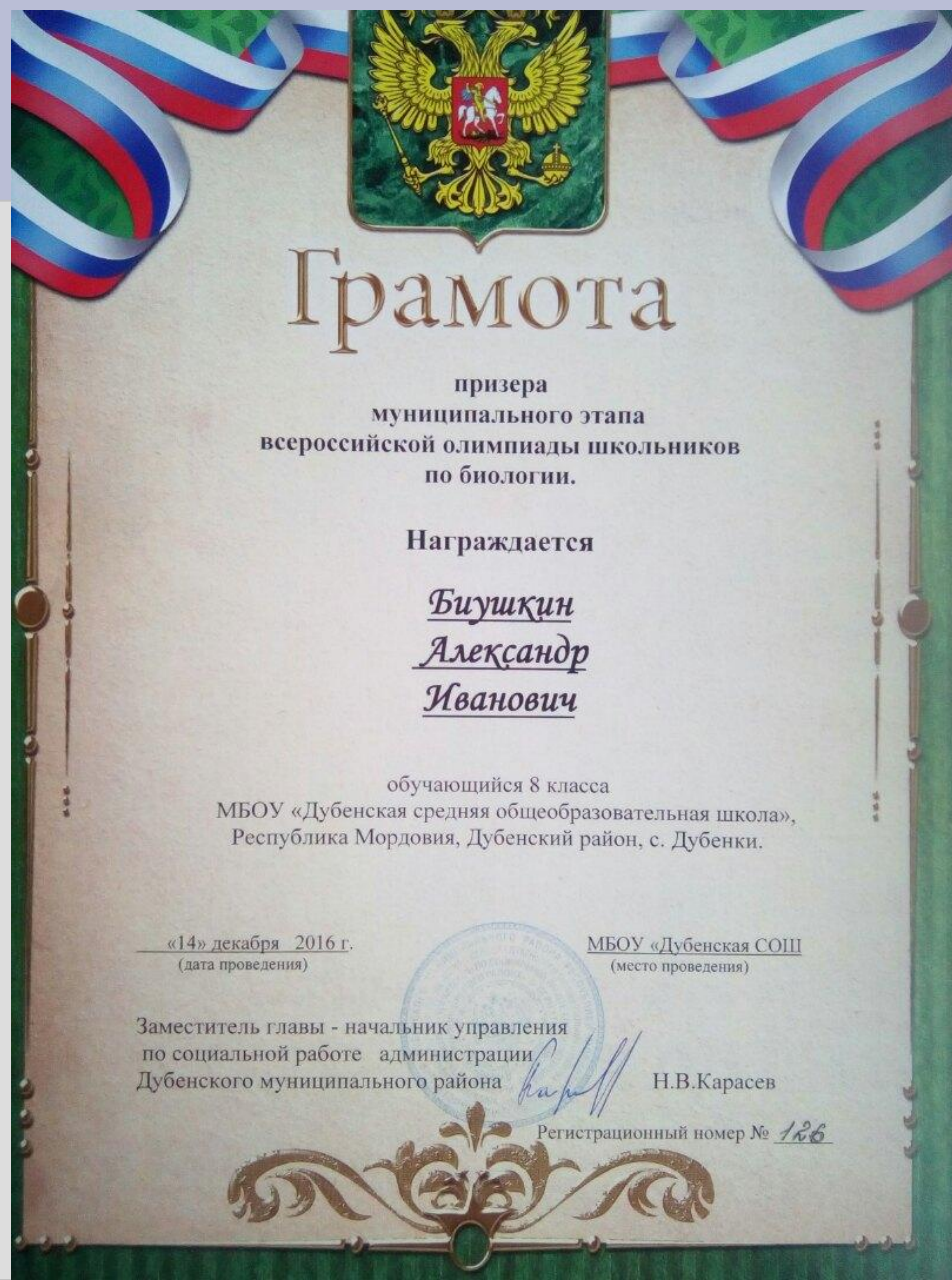 Грамота
призера
муниципального этапа
всероссийской олимпиады школьников
по биологии.
Награждается
Биушкин
Александр
Иванович
обучающийся 8 класса
МБОУ «Дубенская средняя общеобразовательная школа»,
Республика Мордовия, Дубенский район, с. Дубенки.
«14» декабря 2016 г. МБОУ «Дубенская СОШ
(дата проведения) (место проведения)
Заместитель главы - начальник управления
по социальной работе администрации
Дубенского муниципального района Н.В.Карасев
Регистрационный номер № 126